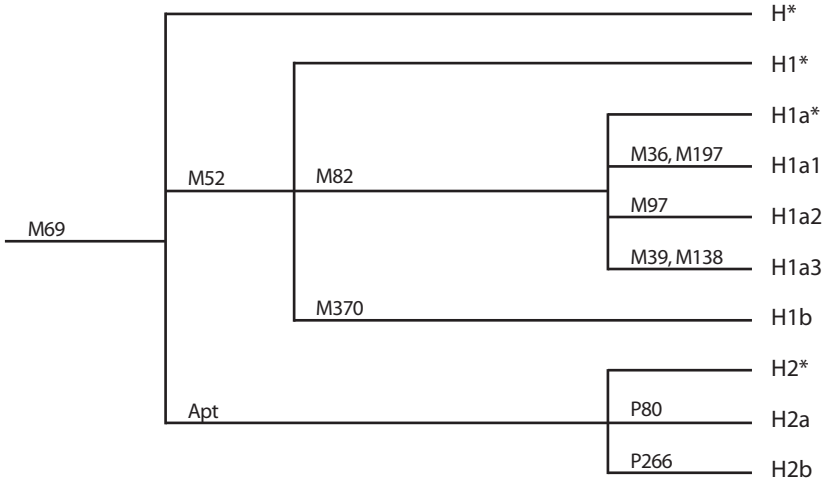 H*
H1*
H1a*
M36, M197
H1a1
M52
M82
M97
H1a2
M69
M39, M138
H1a3
M370
H1b
H2*
Apt
P80
H2a
P266
H2b